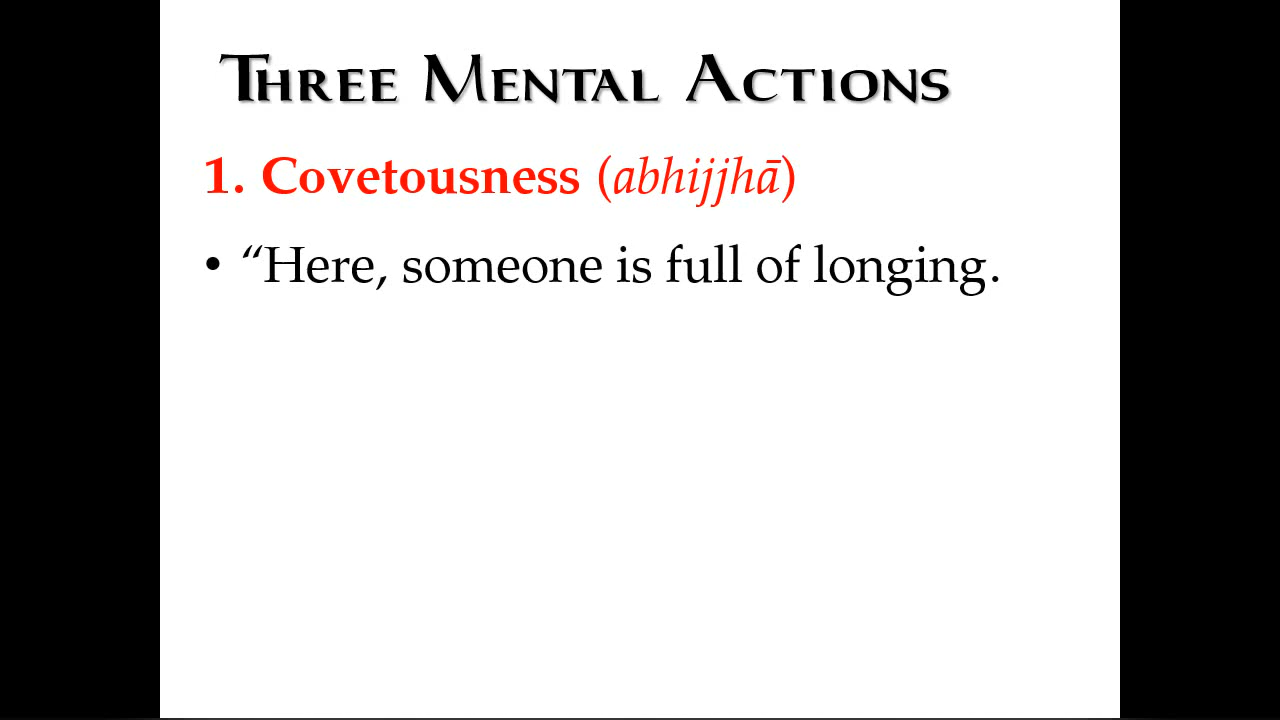 Three Mental Actions
1. Covetousness (abhijjhā)
• “Here, someone is full of longing.